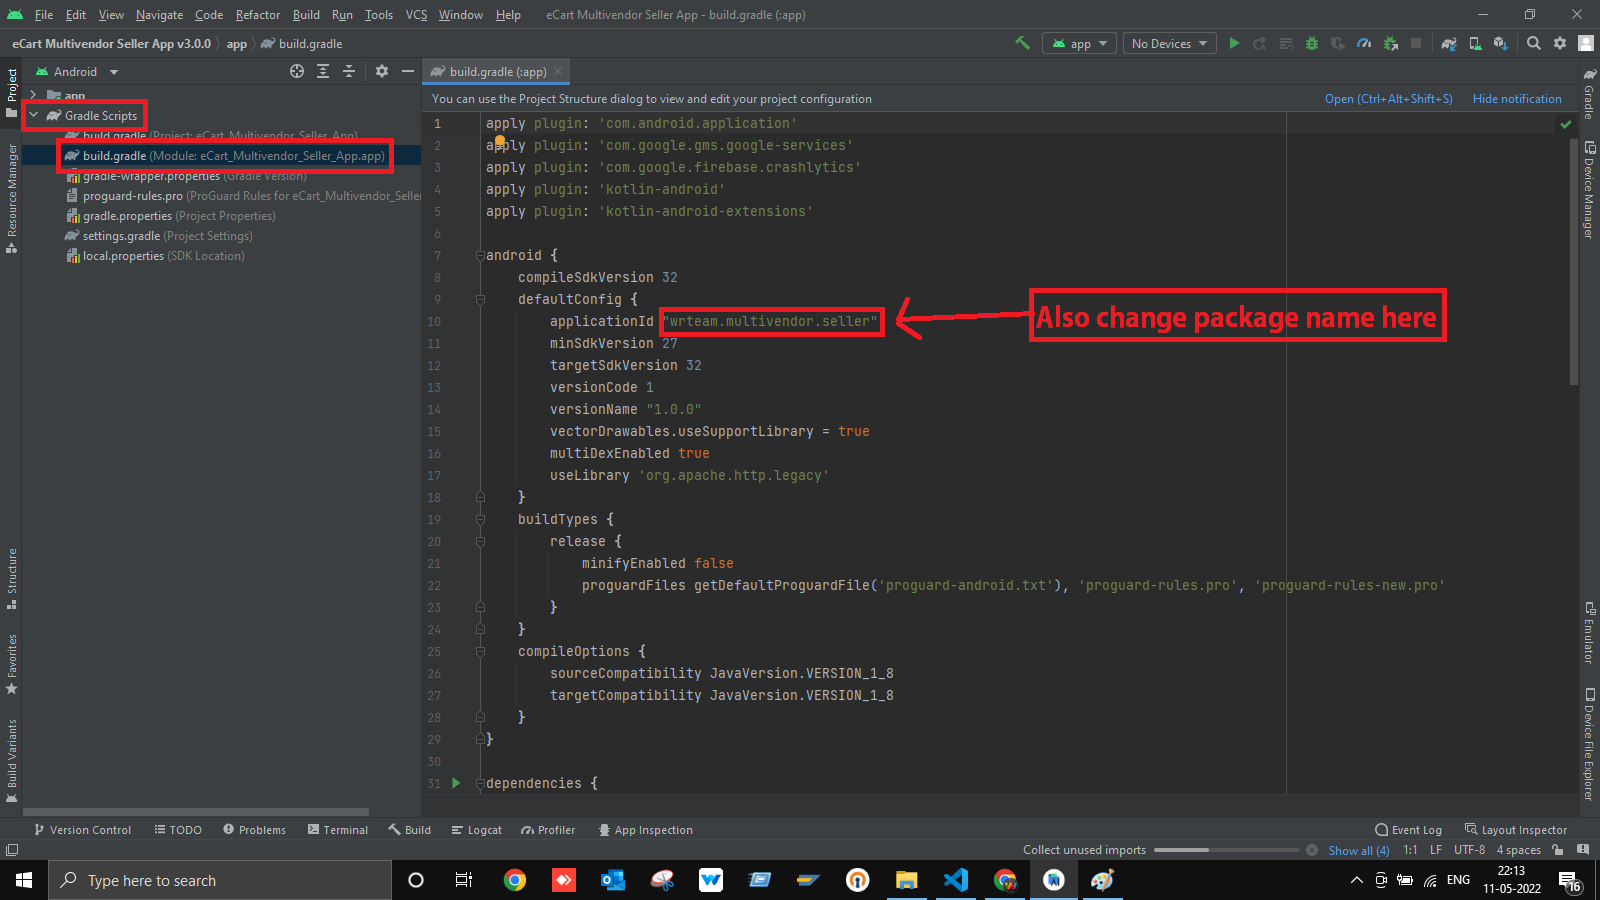 File Edit View Navigate Code Refactor Build Run Tools VCS Window Help eCart Multivendor Seller App - build.gradle (:app)
eCart Multivendor Seller App v3.0.0 app build.gradle
app No Devices
Android
build.gradle (:app)
You can use the Project Structure dialog to view and edit your project configuration
Open (Ctrl+Alt+Shift+S) Hide notification
Project
Resource Manager
Structure
Favorites
Build Variants
app
Gradle Scripts
build.gradle (Project: eCart_Multivendor_Seller_App)
build.gradle (Module: eCart_Multivendor_Seller_App.app)
gradle-wrapper.properties (Gradle Version)
proguard-rules.pro (ProGuard Rules for eCart_Multivendor_Seller
gradle.properties (Project Properties)
settings.gradle (Project Settings)
local.properties (SDK Location)
1 apply plugin: 'com.android.application'
2 apply plugin: 'com.google.gms.google-services'
3 apply plugin: 'com.google.firebase.crashlytics'
4 apply plugin: 'kotlin-android'
5 apply plugin: 'kotlin-android-extensions'
6
7 android {
8 compileSdkVersion 32
9 defaultConfig {
10 applicationId "wrteam.multivendor.seller"
Also change package name here
11 minSdkVersion 27
12 targetSdkVersion 32
13 versionCode 1
14 versionName "1.0.0"
15 vectorDrawables.useSupportLibrary = true
16 multiDexEnabled true
17 useLibrary 'org.apache.http.legacy'
18 }
19 buildTypes {
20 release {
21 minifyEnabled false
22 proguardFiles getDefaultProguardFile('proguard-android.txt'), 'proguard-rules.pro', 'proguard-rules-new.pro'
23 }
24 }
25 compileOptions {
26 sourceCompatibility JavaVersion.VERSION_1_8
27 targetCompatibility JavaVersion.VERSION_1_8
28 }
29 }
30
31 dependencies {
Gradle
Device Manager
Emulator
Device File Explorer
Version Control TODO Problems Terminal Build Logcat Profiler App Inspection Event Log Layout Inspector
Collect unused imports Show all (4) 1:1 LF UTF-8 4 spaces
Type here to search
ENG 22:13
11-05-2022
16